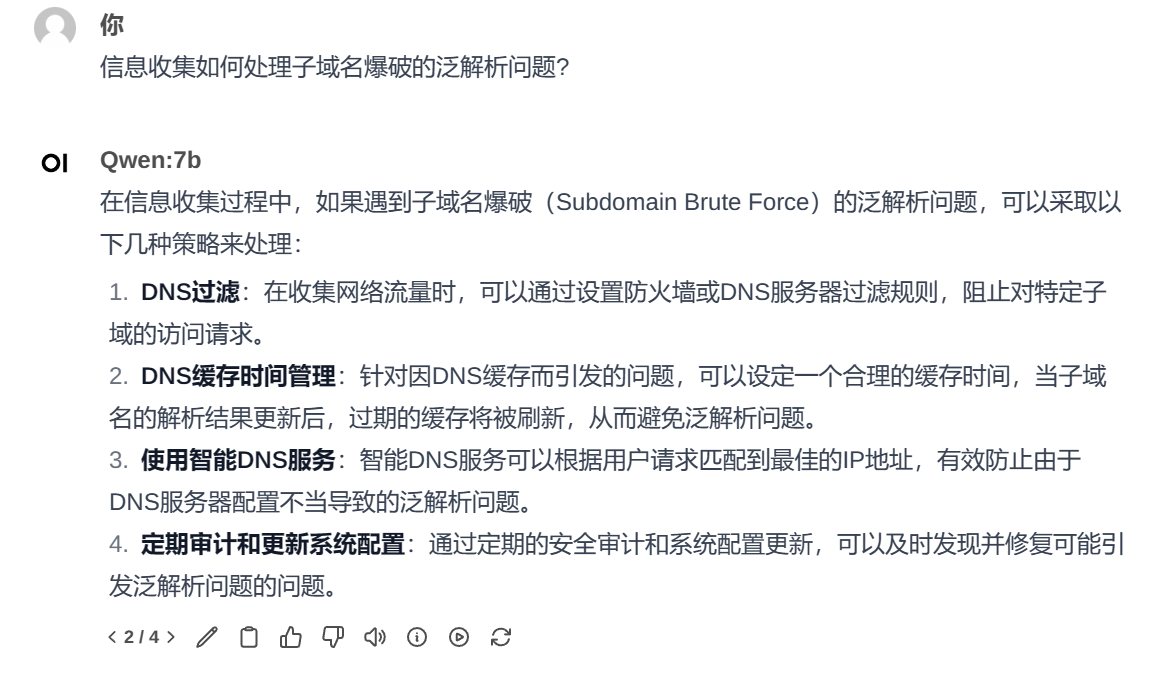 你
信息收集如何处理子域名爆破的泛解析问题?
OI
Qwen:7b
在信息收集过程中，如果遇到子域名爆破（Subdomain Brute Force）的泛解析问题，可以采取以
下几种策略来处理：
1. DNS过滤：在收集网络流量时，可以通过设置防火墙或DNS服务器过滤规则，阻止对特定子
域的访问请求。
2. DNS缓存时间管理：针对因DNS缓存而引发的问题，可以设定一个合理的缓存时间，当子域
名的解析结果更新后，过期的缓存将被刷新，从而避免泛解析问题。
3. 使用智能DNS服务：智能DNS服务可以根据用户请求匹配到最佳的IP地址，有效防止由于
DNS服务器配置不当导致的泛解析问题。
4. 定期审计和更新系统配置：通过定期的安全审计和系统配置更新，可以及时发现并修复可能引
发泛解析问题的问题。
2 / 4